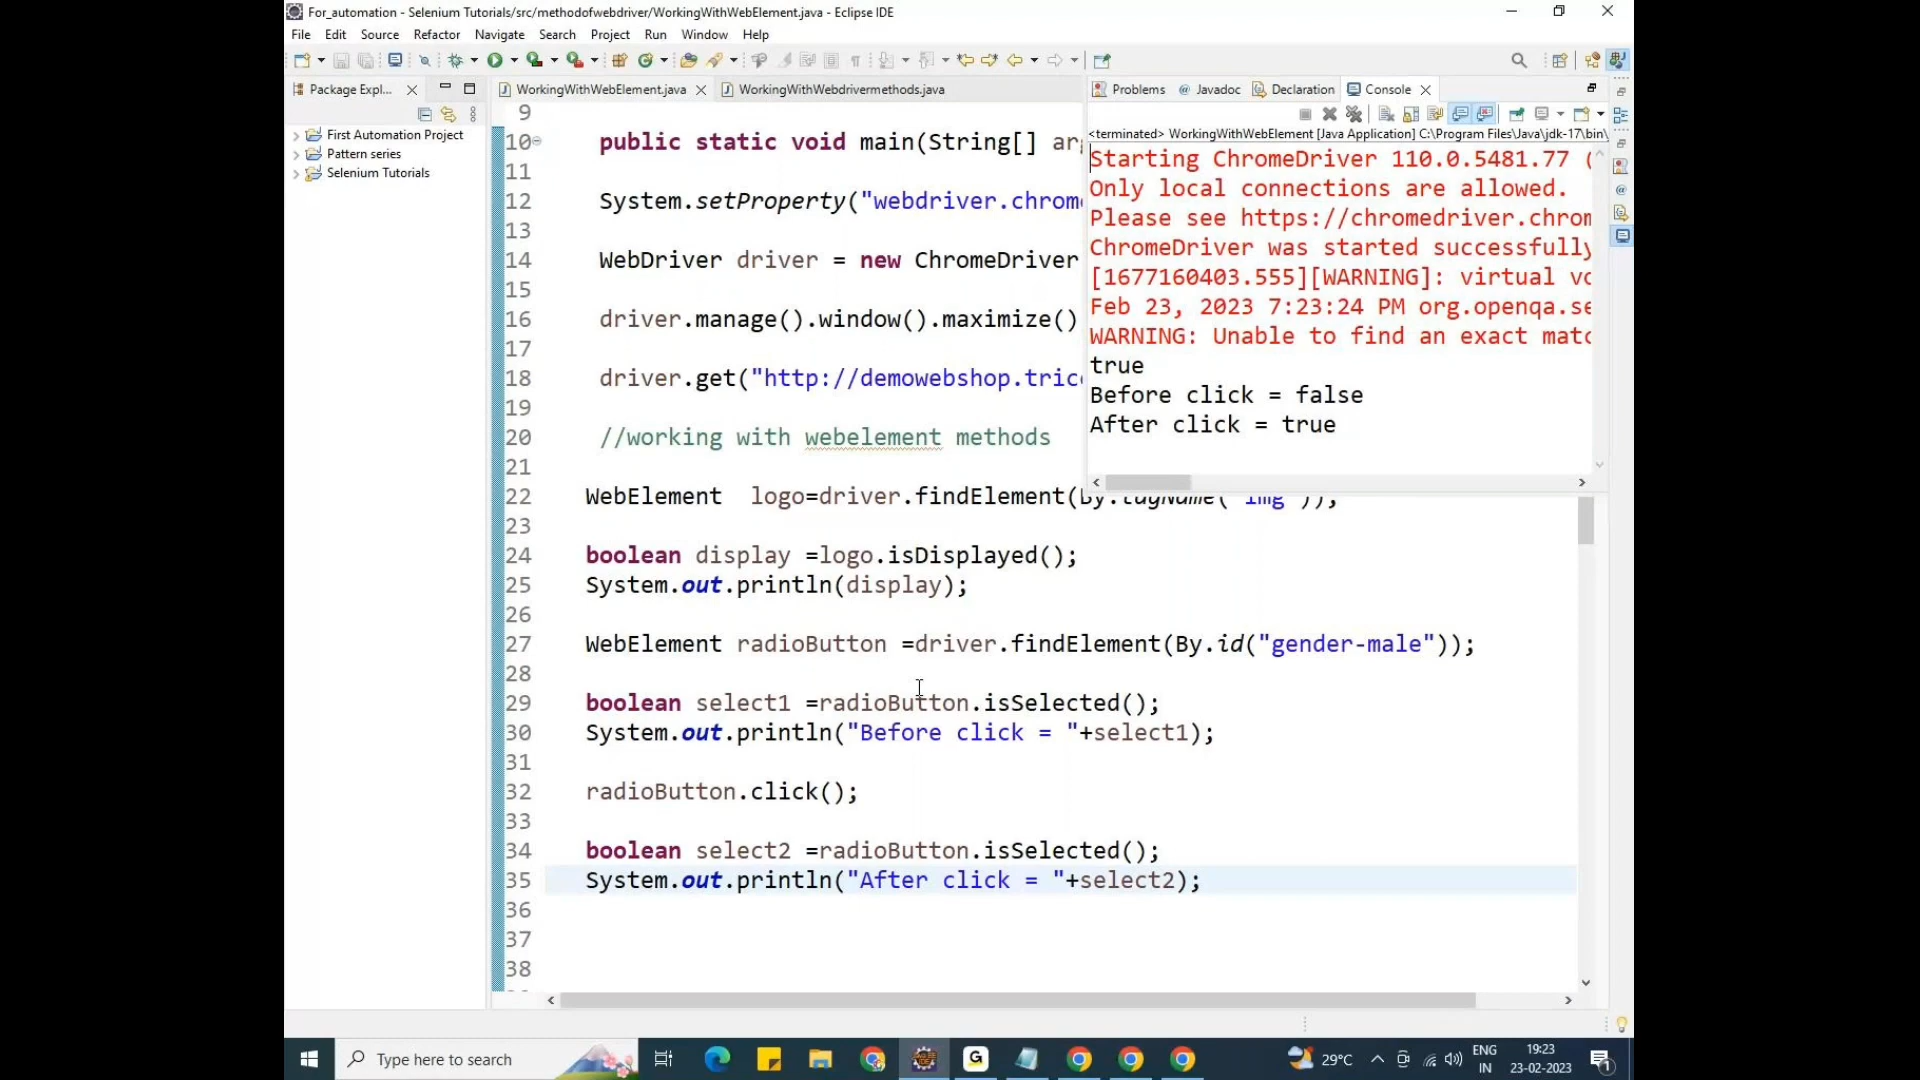 For_automation - Selenium Tutorials/src/methodofwebdriver/WorkingWithWebElement.java - Eclipse IDE
File Edit Source Refactor Navigate Search Project Run Window Help
Package Expl...
First Automation Project
Pattern series
Selenium Tutorials
WorkingWithWebElement.java WorkingWithWebdrivermethods.java
9
10 public static void main(String[] arg
11
12 System.setProperty("webdriver.chrome
13
14 WebDriver driver = new ChromeDriver
15
16 driver.manage().window().maximize()
17
18 driver.get("http://demowebshop.trice
19
20 //working with webelement methods
21
22 WebElement logo=driver.findElement(By.tagName("img"));
23
24 boolean display =logo.isDisplayed();
25 System.out.println(display);
26
27 WebElement radioButton =driver.findElement(By.id("gender-male"));
28
29 boolean select1 =radioButton.isSelected();
30 System.out.println("Before click = "+select1);
31
32 radioButton.click();
33
34 boolean select2 =radioButton.isSelected();
35 System.out.println("After click = "+select2);
36
37
38
Problems @ Javadoc Declaration Console
<terminated> WorkingWithWebElement [Java Application] C:\Program Files\Java\jdk-17\bin\
Starting ChromeDriver 110.0.5481.77 (
Only local connections are allowed.
Please see https://chromedriver.chrom
ChromeDriver was started successfully
[1677160403.555][WARNING]: virtual vo
Feb 23, 2023 7:23:24 PM org.openqa.se
WARNING: Unable to find an exact matc
true
Before click = false
After click = true
Type here to search
29°C
ENG
IN
19:23
23-02-2023
1